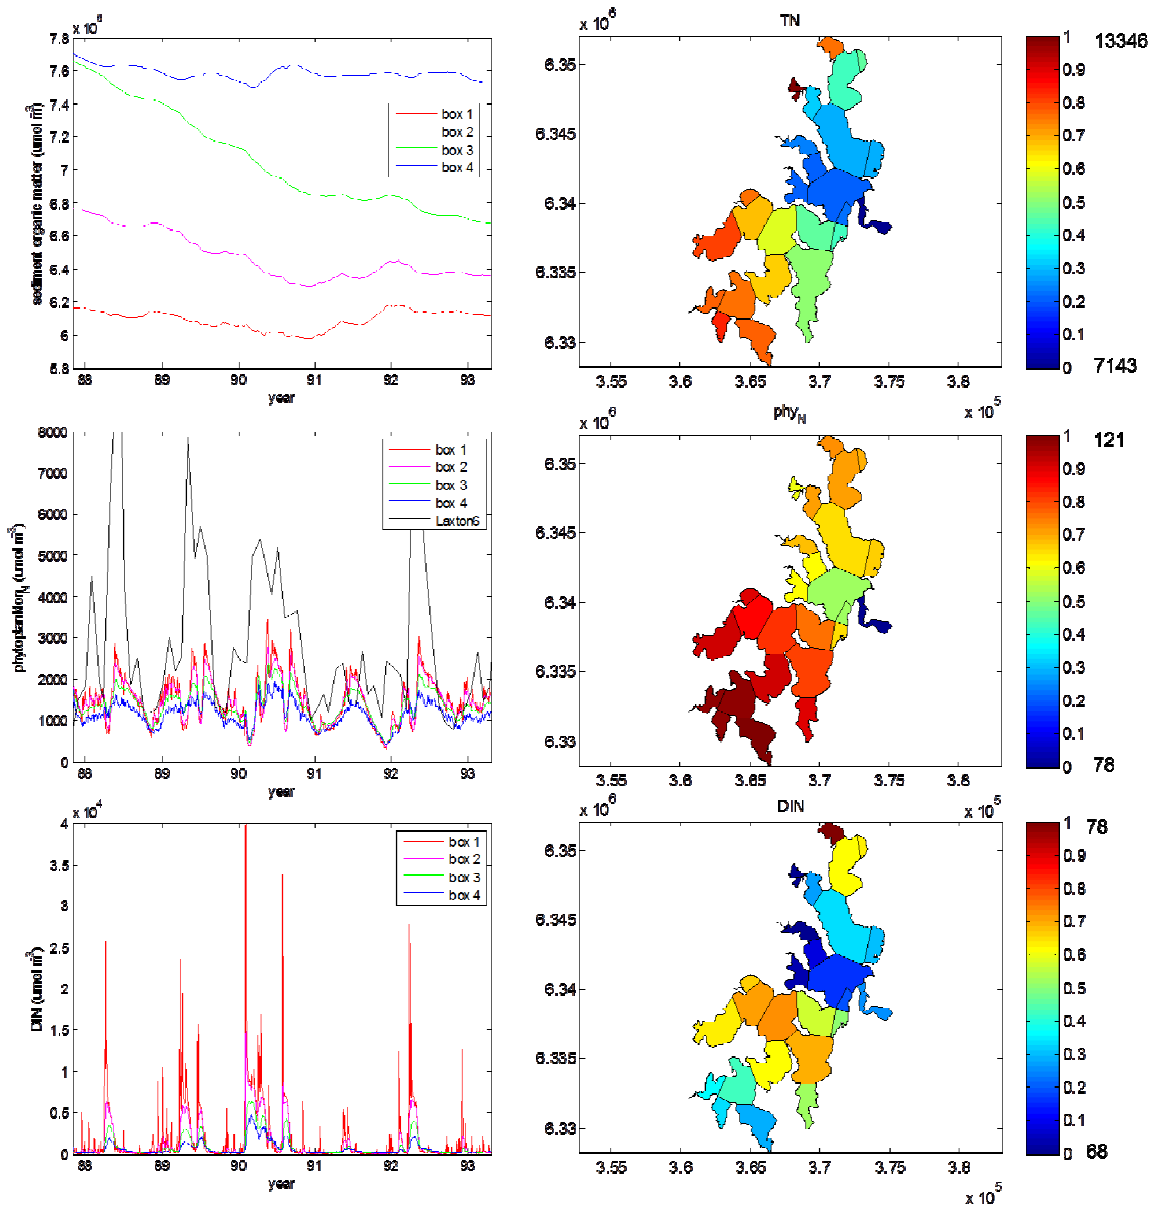 x 10^6
7.8
7.6
7.4
7.2
7
6.8
6.6
6.4
6.2
6
5.8
sediment organic matter (umol m^-3)
box 1
box 2
box 3
box 4
88 89 90 91 92 93
year
TN
x 10^6
6.35
6.345
6.34
6.335
6.33
3.55 3.6 3.65 3.7 3.75 3.8
x 10^5
1
0.9
0.8
0.7
0.6
0.5
0.4
0.3
0.2
0.1
0
13346
7143
8000
7000
6000
5000
4000
3000
2000
1000
0
phytoplankton_N (umol m^-3)
box 1
box 2
box 3
box 4
Laxton6
88 89 90 91 92 93
year
phy_N
x 10^6
6.35
6.345
6.34
6.335
6.33
3.55 3.6 3.65 3.7 3.75 3.8
x 10^5
1
0.9
0.8
0.7
0.6
0.5
0.4
0.3
0.2
0.1
0
121
78
x 10^4
4
3.5
3
2.5
2
1.5
1
0.5
0
DIN (umol m^-3)
box 1
box 2
box 3
box 4
88 89 90 91 92 93
year
DIN
x 10^6
6.35
6.345
6.34
6.335
6.33
3.55 3.6 3.65 3.7 3.75 3.8
x 10^5
1
0.9
0.8
0.7
0.6
0.5
0.4
0.3
0.2
0.1
0
78
68